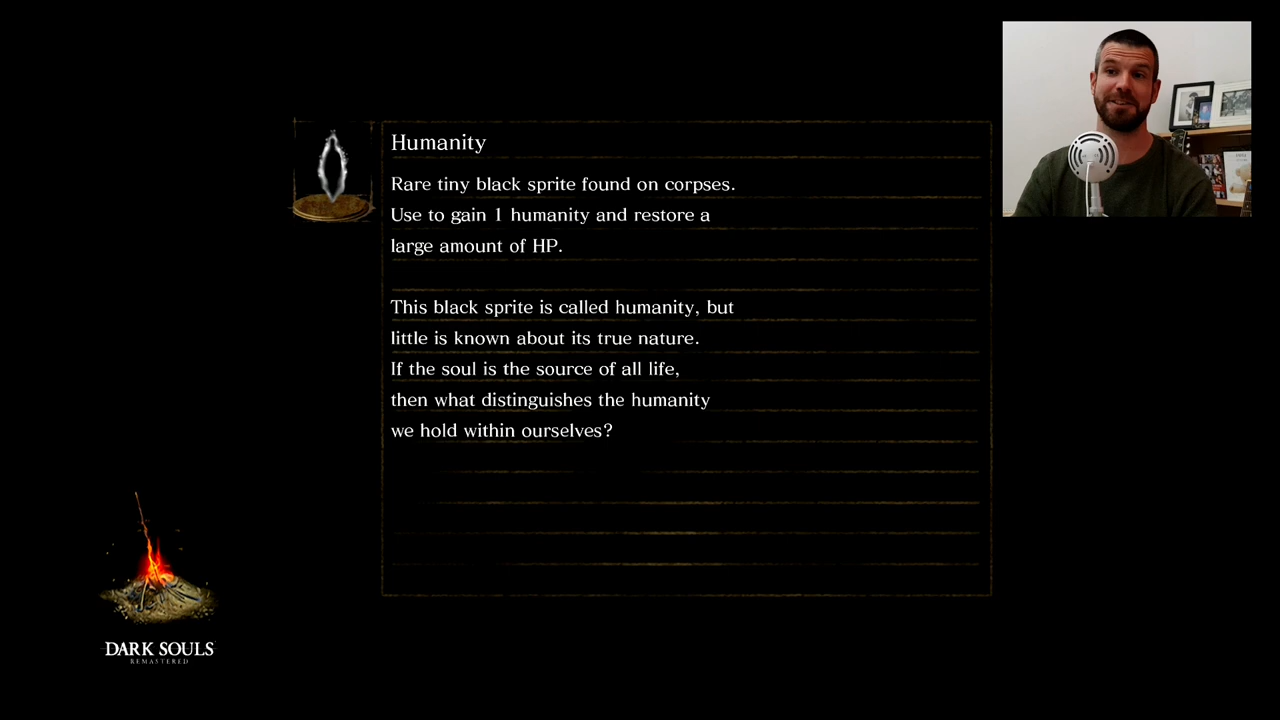 Humanity
Rare tiny black sprite found on corpses.
Use to gain 1 humanity and restore a
large amount of HP.
This black sprite is called humanity, but
little is known about its true nature.
If the soul is the source of all life,
then what distinguishes the humanity
we hold within ourselves?
DARK SOULS
REMASTERED